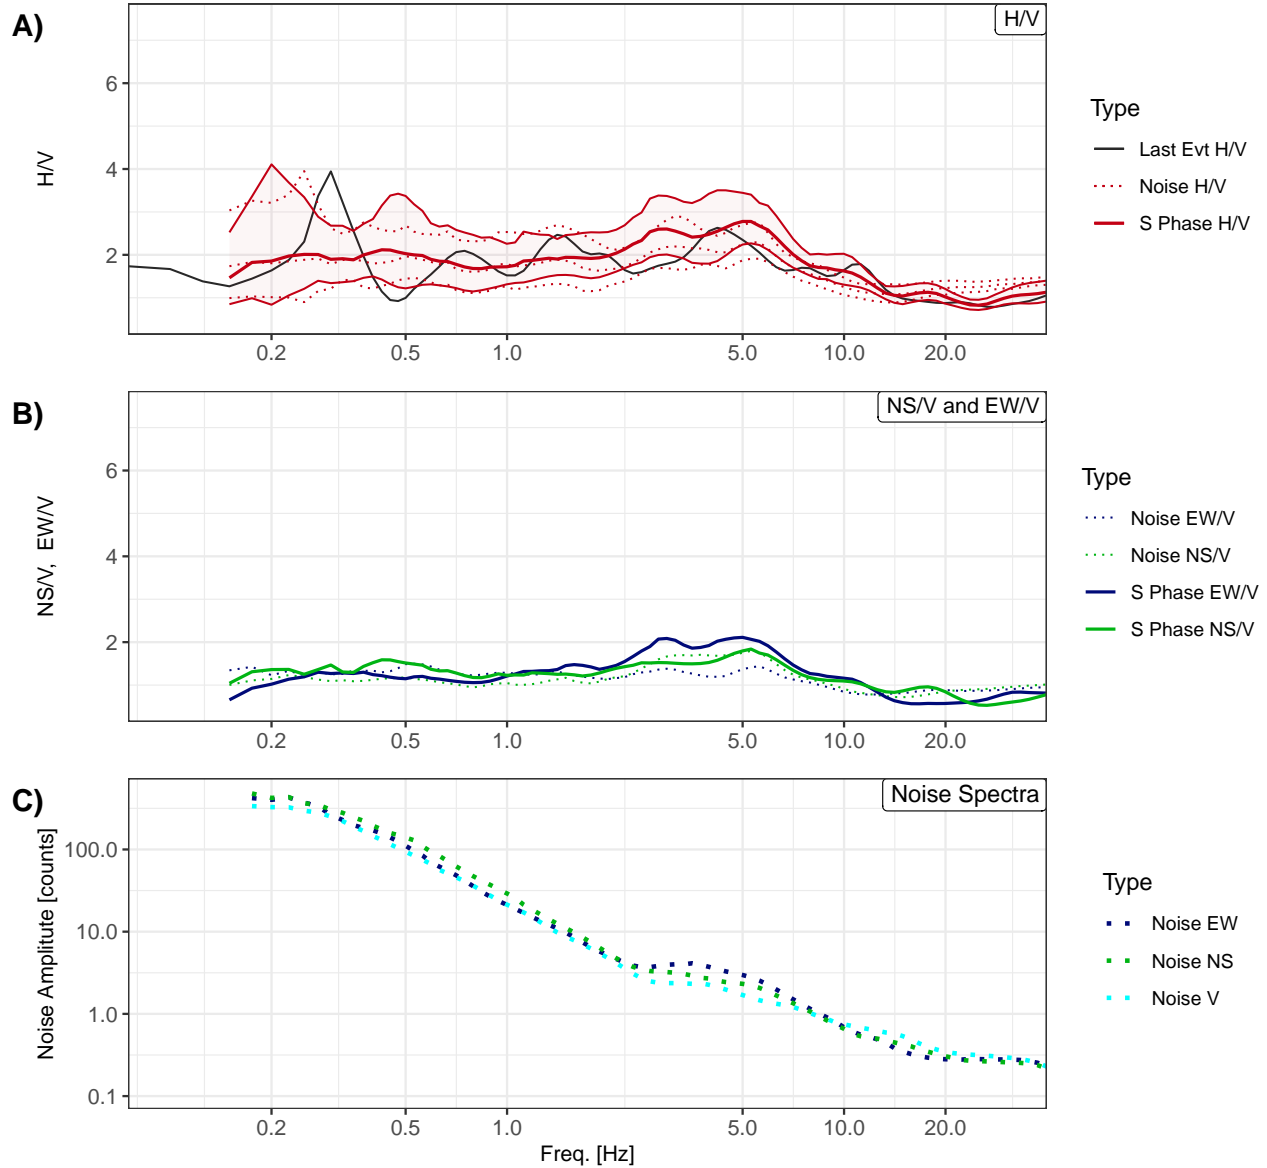 A)
H/V
H/V
6
4
2
0.2 0.5 1.0 5.0 10.0 20.0
Type
Last Evt H/V
Noise H/V
S Phase H/V
B)
NS/V and EW/V
NS/V, EW/V
6
4
2
0.2 0.5 1.0 5.0 10.0 20.0
Type
Noise EW/V
Noise NS/V
S Phase EW/V
S Phase NS/V
C)
Noise Spectra
Noise Amplitute [counts]
100.0
10.0
1.0
0.1
0.2 0.5 1.0 5.0 10.0 20.0
Freq. [Hz]
Type
Noise EW
Noise NS
Noise V